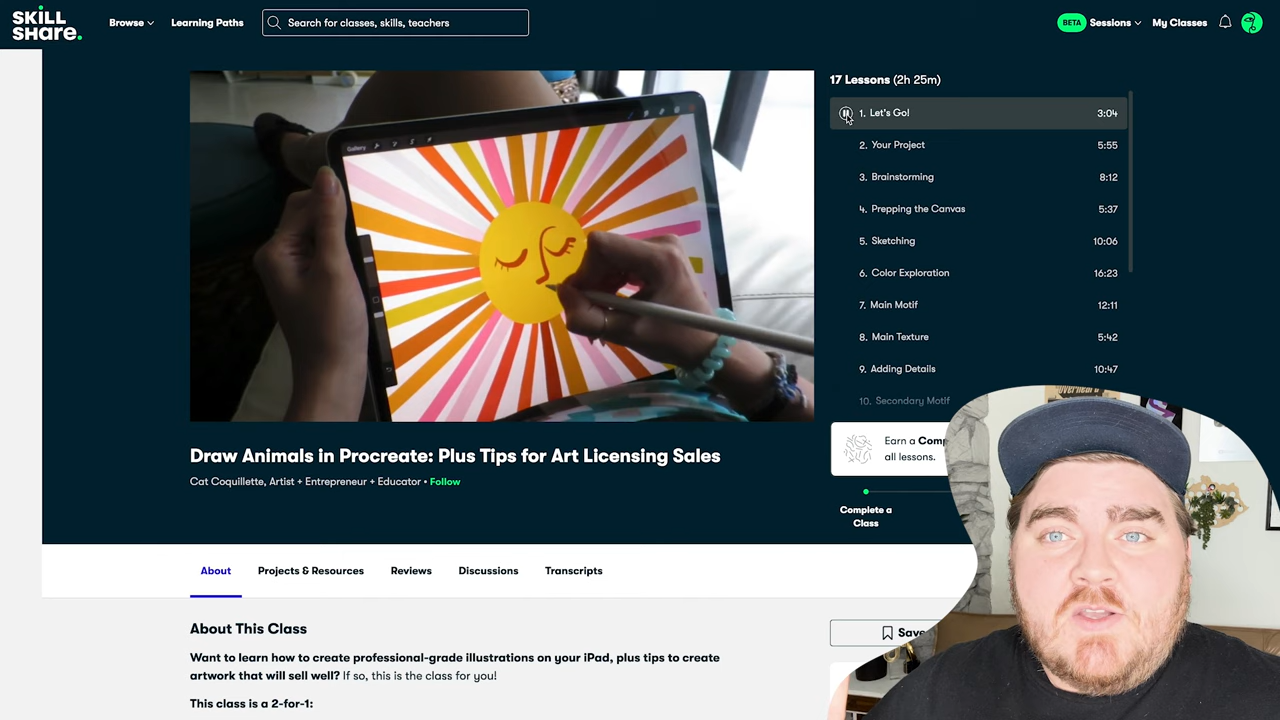 SKILL
SHARE.
Browse
Learning Paths
Search for classes, skills, teachers
BETA
Sessions
My Classes
Gallery
17 Lessons (2h 25m)
1. Let's Go! 3:04
2. Your Project 5:55
3. Brainstorming 8:12
4. Prepping the Canvas 5:37
5. Sketching 10:06
6. Color Exploration 16:23
7. Main Motif 12:11
8. Main Texture 5:42
9. Adding Details 10:47
10. Secondary Motif
Earn a Comp
all lessons.
Complete a
Class
Draw Animals in Procreate: Plus Tips for Art Licensing Sales
Cat Coquillette, Artist + Entrepreneur + Educator • Follow
About
Projects & Resources
Reviews
Discussions
Transcripts
About This Class
Save
Want to learn how to create professional-grade illustrations on your iPad, plus tips to create
artwork that will sell well? If so, this is the class for you!
This class is a 2-for-1: